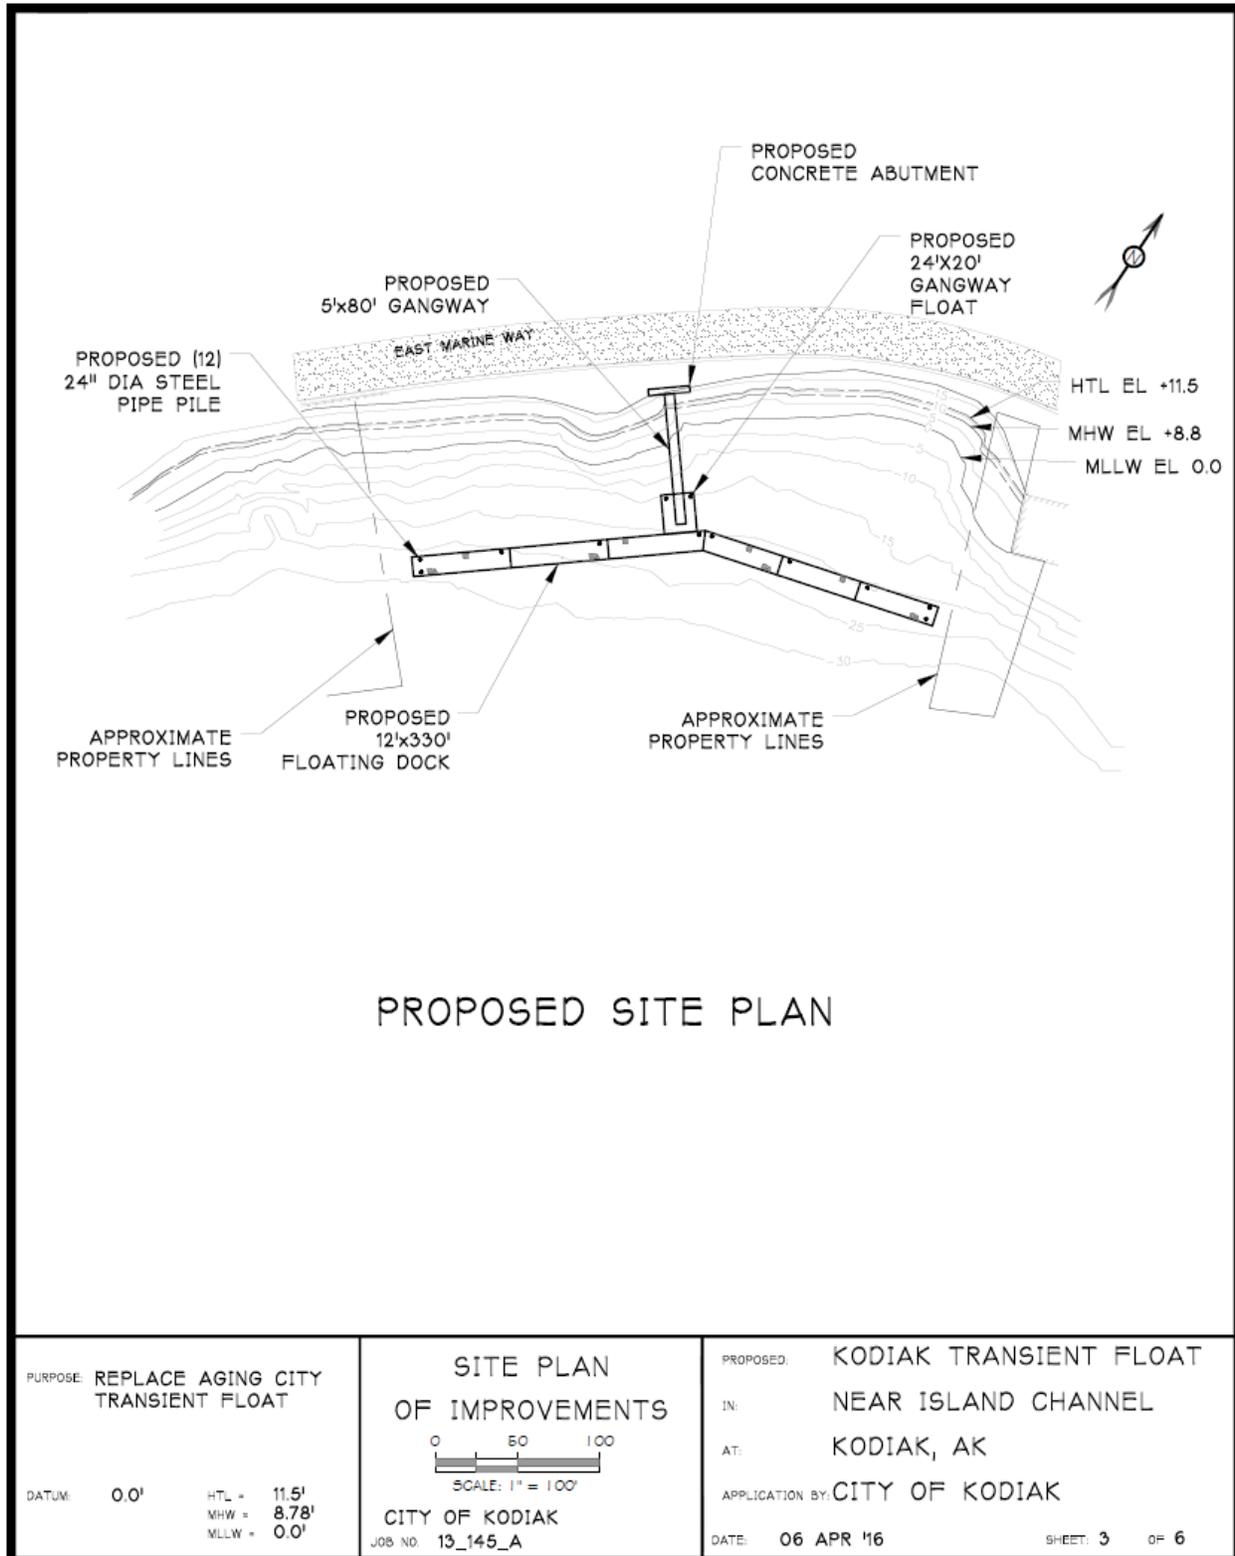 PROPOSED
CONCRETE ABUTMENT
PROPOSED
24'X20'
GANGWAY
FLOAT
N
PROPOSED
5'x80' GANGWAY
EAST MARINE WAY
PROPOSED (12)
24" DIA STEEL
PIPE PILE
HTL EL +11.5
MHW EL +8.8
MLLW EL 0.0
-10
-15
-25
-30
APPROXIMATE
PROPERTY LINES
PROPOSED
12'x330'
FLOATING DOCK
APPROXIMATE
PROPERTY LINES
PROPOSED SITE PLAN
PURPOSE: REPLACE AGING CITY
TRANSIENT FLOAT
DATUM: 0.0'
HTL = 11.5'
MHW = 8.78'
MLLW = 0.0'
SITE PLAN
OF IMPROVEMENTS
0 50 100
SCALE: 1" = 100'
CITY OF KODIAK
JOB NO. 13_145_A
PROPOSED: KODIAK TRANSIENT FLOAT
IN: NEAR ISLAND CHANNEL
AT: KODIAK, AK
APPLICATION BY: CITY OF KODIAK
DATE: 06 APR '16
SHEET: 3 OF 6